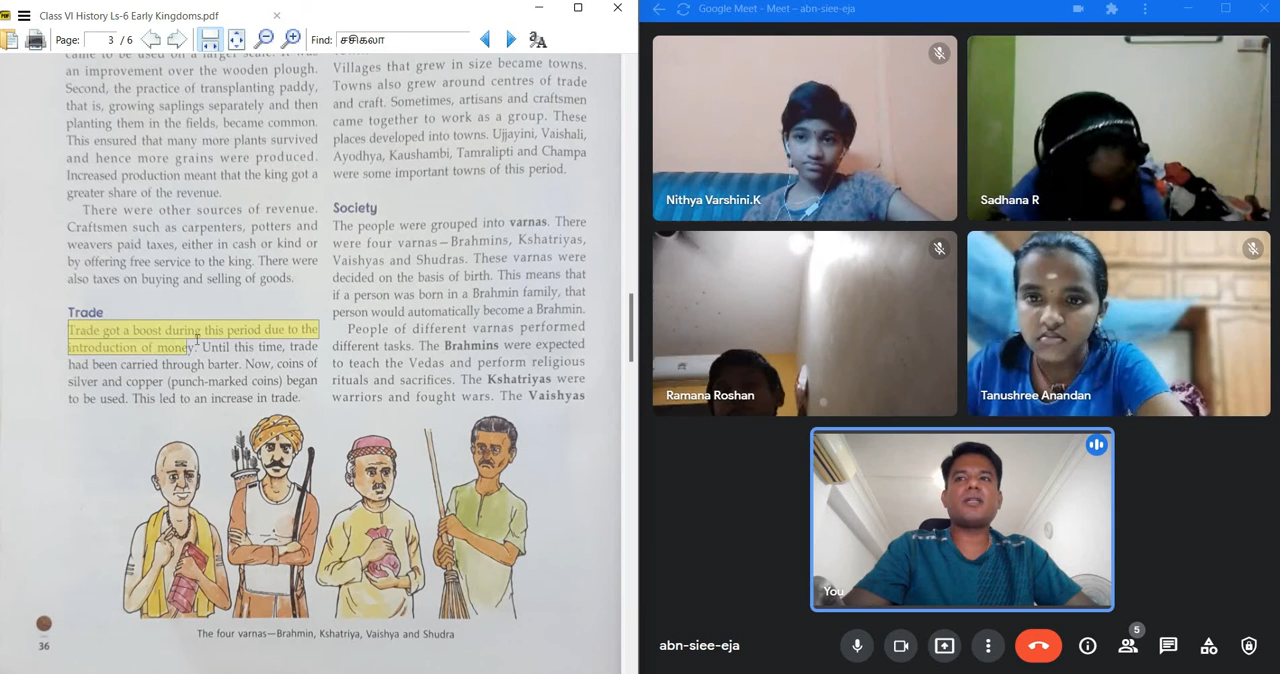 Class VI History Ls-6 Early Kingdoms.pdf
Page: 3 / 6
Find: சசிகலா
came to be used on a larger scale. It was
an improvement over the wooden plough.
Second, the practice of transplanting paddy,
that is, growing saplings separately and then
planting them in the fields, became common.
This ensured that many more plants survived
and hence more grains were produced.
Increased production meant that the king got a
greater share of the revenue.
There were other sources of revenue.
Craftsmen such as carpenters, potters and
weavers paid taxes, either in cash or kind or
by offering free service to the king. There were
also taxes on buying and selling of goods.
Trade
Trade got a boost during this period due to the
introduction of money. Until this time, trade
had been carried through barter. Now, coins of
silver and copper (punch-marked coins) began
to be used. This led to an increase in trade.
Villages that grew in size became towns.
Towns also grew around centres of trade
and craft. Sometimes, artisans and craftsmen
came together to work as a group. These
places developed into towns. Ujjayini, Vaishali,
Ayodhya, Kaushambi, Tamralipti and Champa
were some important towns of this period.
Society
The people were grouped into varnas. There
were four varnas—Brahmins, Kshatriyas,
Vaishyas and Shudras. These varnas were
decided on the basis of birth. This means that
if a person was born in a Brahmin family, that
person would automatically become a Brahmin.
People of different varnas performed
different tasks. The Brahmins were expected
to teach the Vedas and perform religious
rituals and sacrifices. The Kshatriyas were
warriors and fought wars. The Vaishyas
The four varnas—Brahmin, Kshatriya, Vaishya and Shudra
36
Google Meet - Meet – abn-siee-eja
Nithya Varshini.K
Sadhana R
Ramana Roshan
Tanushree Anandan
You
abn-siee-eja
5